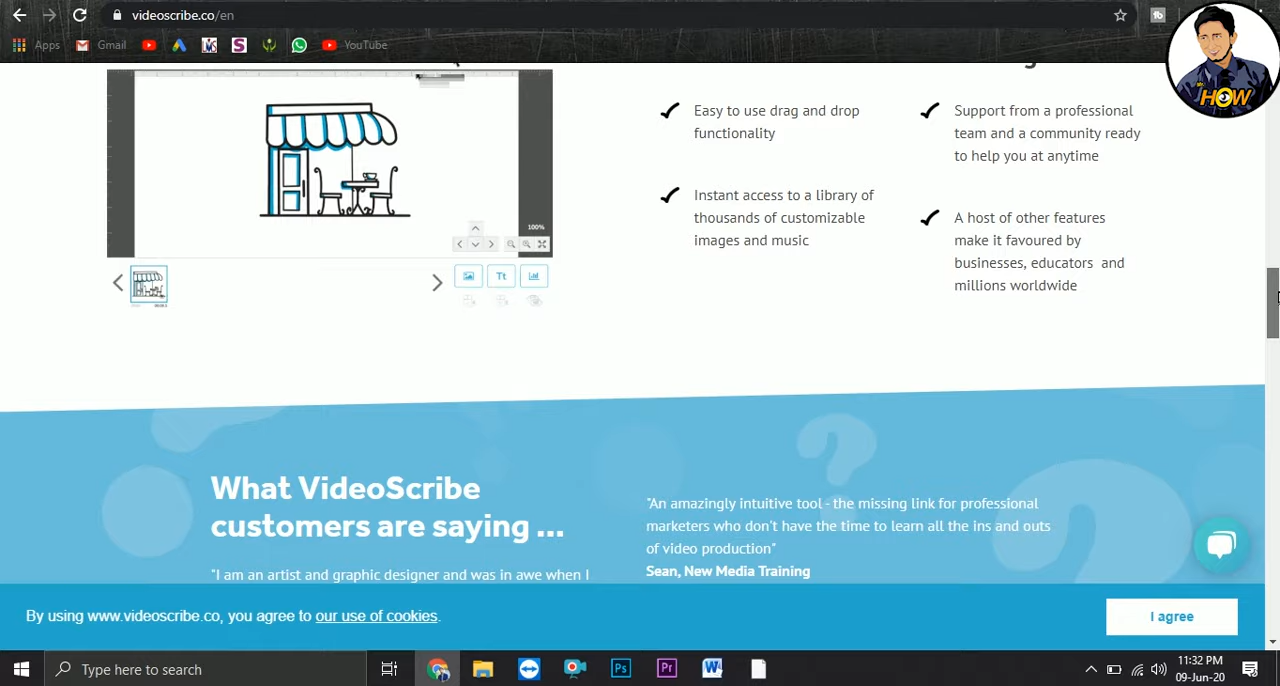 videoscribe.co/en
Apps
Gmail
YouTube
HOW
Easy to use drag and drop
functionality
Instant access to a library of
thousands of customizable
images and music
Support from a professional
team and a community ready
to help you at anytime
A host of other features
make it favoured by
businesses, educators and
millions worldwide
100%
Tt
What VideoScribe
customers are saying ...
"I am an artist and graphic designer and was in awe when I
"An amazingly intuitive tool - the missing link for professional
marketers who don't have the time to learn all the ins and outs
of video production"
Sean, New Media Training
By using www.videoscribe.co, you agree to our use of cookies.
I agree
Type here to search
Ps
Pr
W
11:32 PM
09-Jun-20